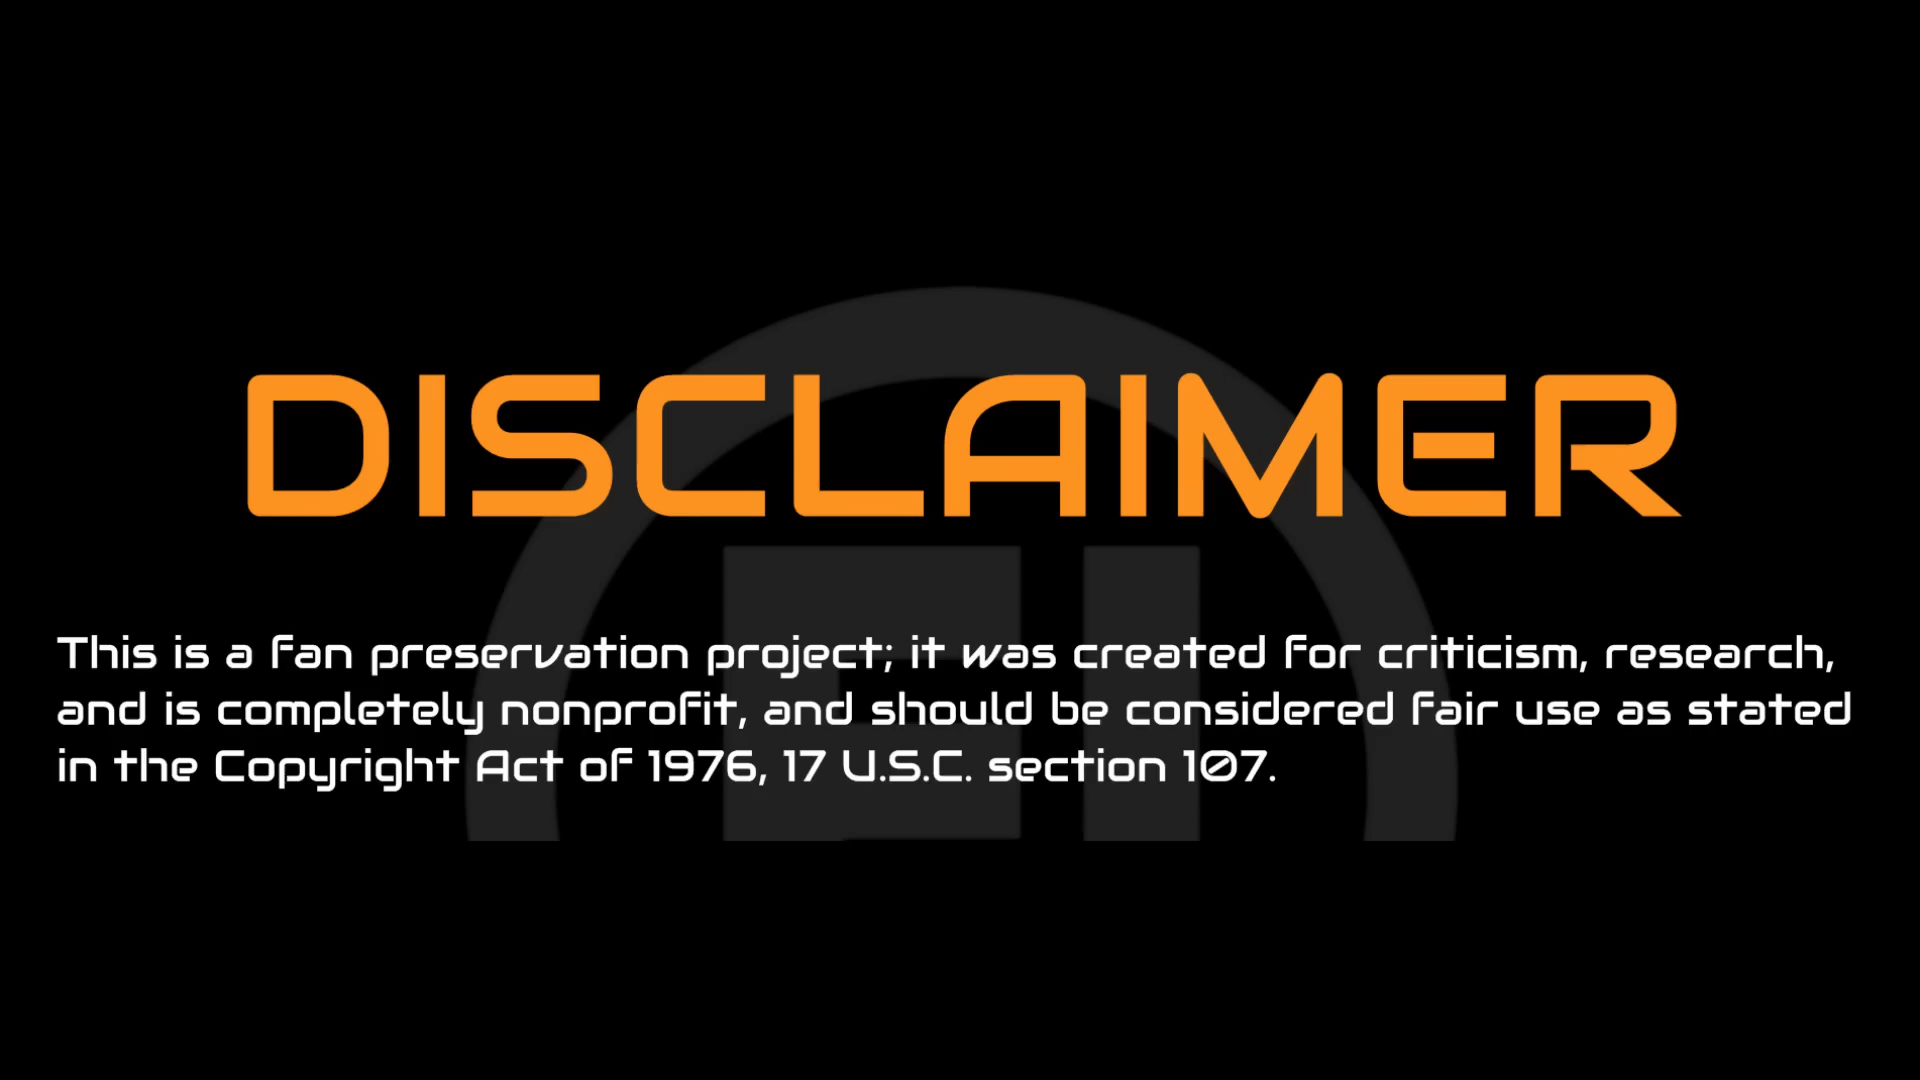 DISCLAIMER
This is a fan preservation project; it was created for criticism, research,
and is completely nonprofit, and should be considered fair use as stated
in the Copyright Act of 1976, 17 U.S.C. section 107.